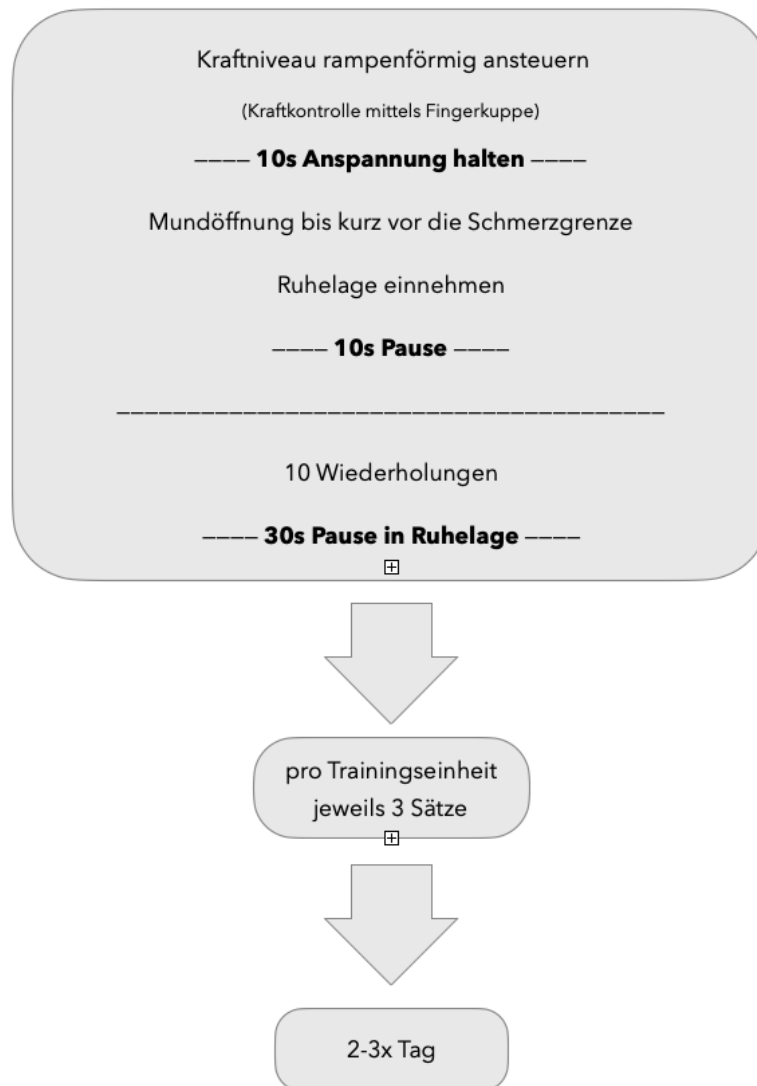 Kraftniveau rampenförmig ansteuern
(Kraftkontrolle mittels Fingerkuppe)
–––– 10s Anspannung halten ––––
Mundöffnung bis kurz vor die Schmerzgrenze
Ruhelage einnehmen
–––– 10s Pause ––––
–––––––––––––––––––––––––––––––––––––––
10 Wiederholungen
–––– 30s Pause in Ruhelage ––––
pro Trainingseinheit
jeweils 3 Sätze
2-3x Tag